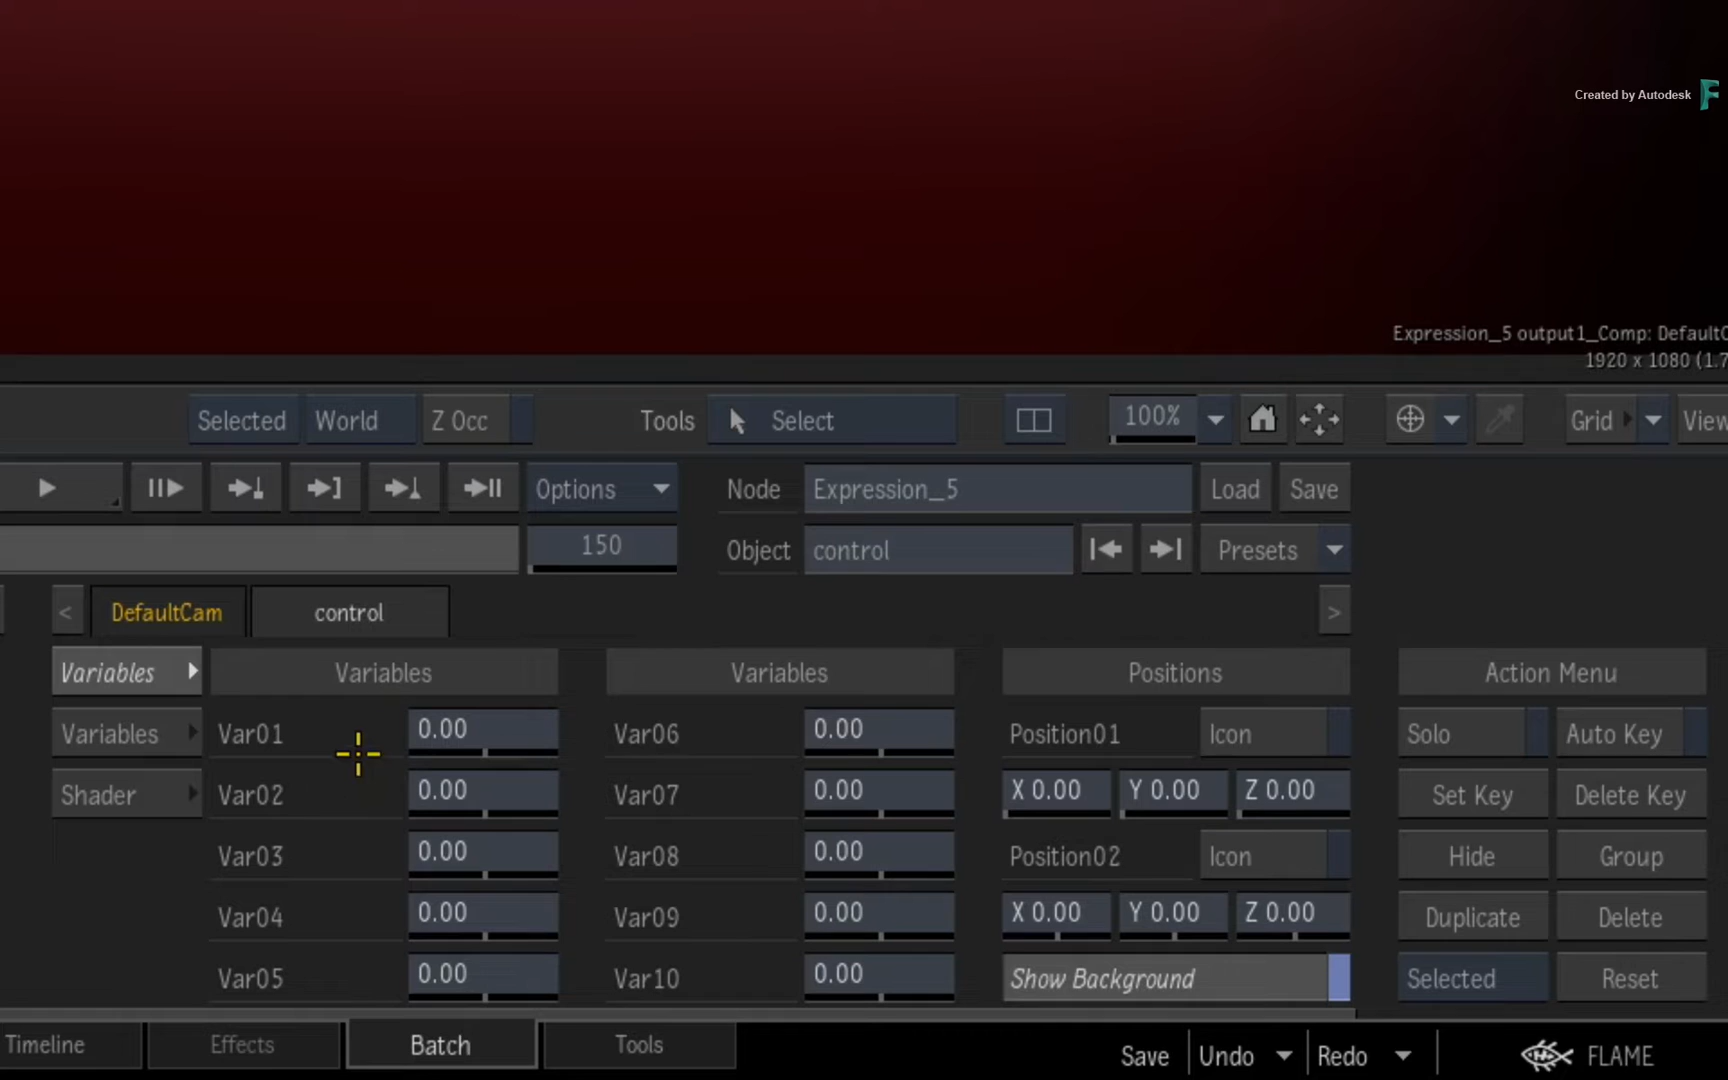 Created by Autodesk
Expression_5 output1_Comp: DefaultC
1920 x 1080 (1.7
Selected World Z Occ Tools Select 100% Grid View
Options Node Expression_5 Load Save
150 Object control Presets
< DefaultCam control >
Variables Variables Variables Positions Action Menu
Variables Var01 0.00 Var06 0.00 Position01 Icon Solo Auto Key
Shader Var02 0.00 Var07 0.00 X 0.00 Y 0.00 Z 0.00 Set Key Delete Key
Var03 0.00 Var08 0.00 Position02 Icon Hide Group
Var04 0.00 Var09 0.00 X 0.00 Y 0.00 Z 0.00 Duplicate Delete
Var05 0.00 Var10 0.00 Show Background Selected Reset
Timeline Effects Batch Tools Save Undo Redo FLAME